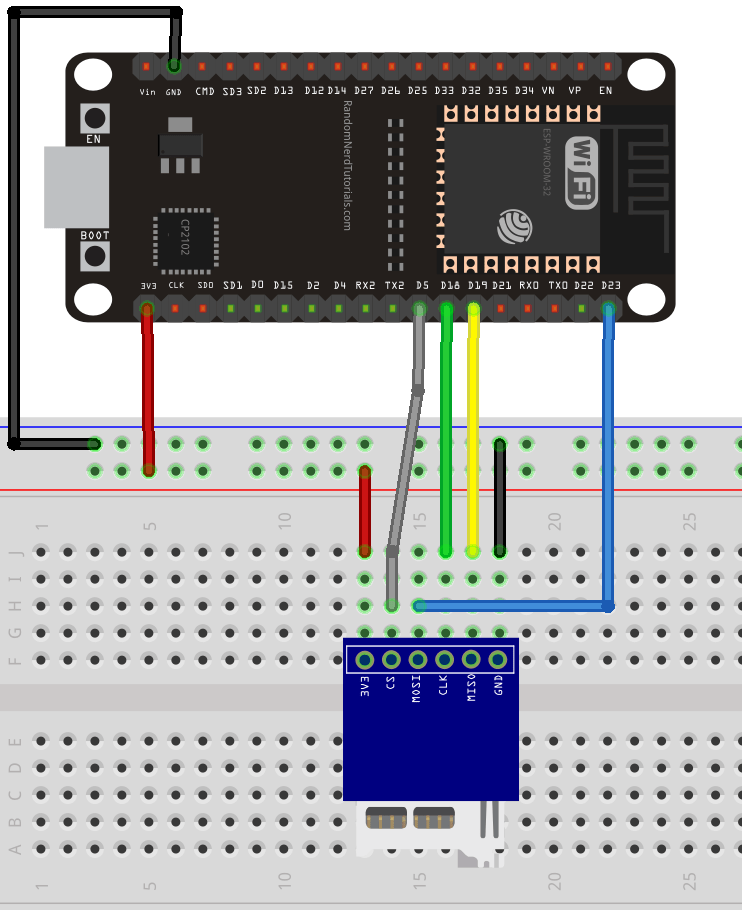 Vin GND CMD SD3 SD2 D13 D12 D14 D27 D26 D25 D33 D32 D35 D34 VN VP EN
EN
RandomNerdTutorials.com
ESP-WROOM-32
WiFi
CP2102
BOOT
3V3 CLK SD0 SD1 D0 D15 D2 D4 RX2 TX2 D5 D18 D19 D21 RX0 TX0 D22 D23
1 5 10 15 20 25
J
I
H
G
F
3V3 CS MOSI CLK MISO GND
E
D
C
B
A
1 5 10 15 20 25